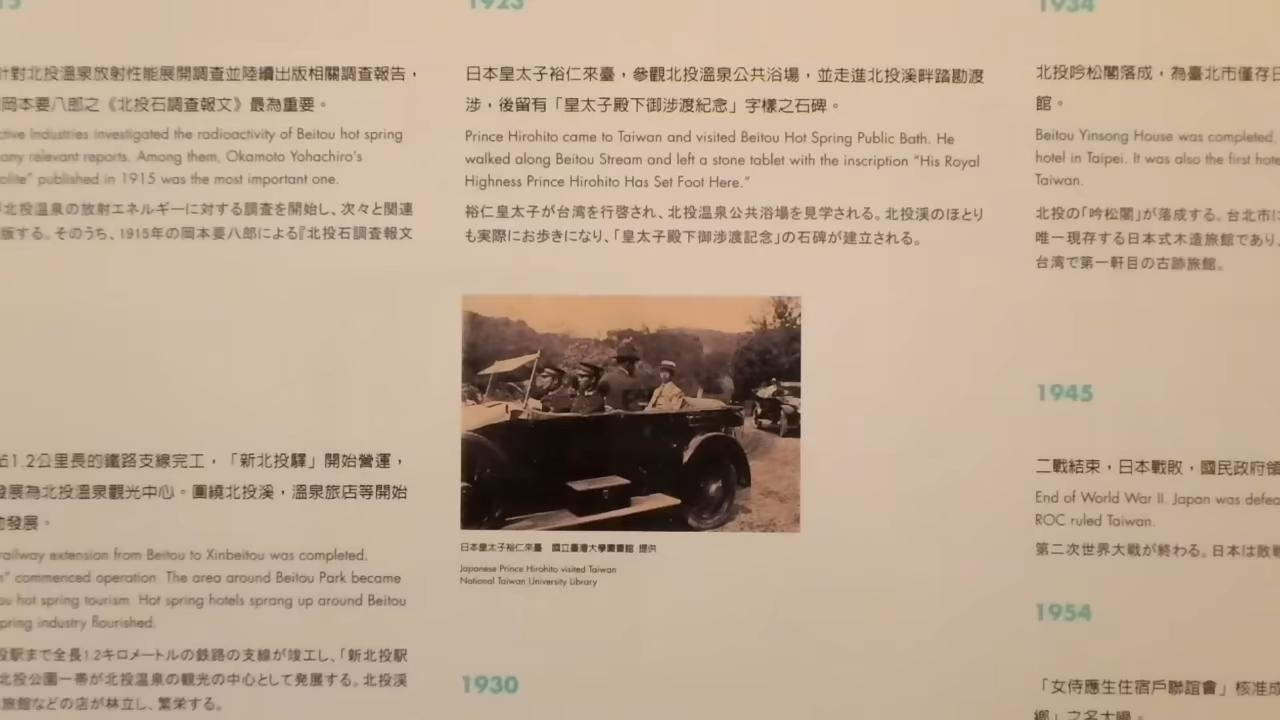 針對北投溫泉放射性能展開調查並陸續出版相關調查報告，
岡本要八郎之《北投石調查報文》最為重要。
ctive Industries investigated the radioactivity of Beitou hot spring
any relevant reports. Among them, Okamoto Yohachiro's
olite" published in 1915 was the most important one.
北投温泉の放射エネルギーに対する調査を開始し、次々と関連
版する。そのうち、1915年の岡本要八郎による『北投石調査報文
站1.2公里長的鐵路支線完工，「新北投驛」開始營運，
發展為北投溫泉觀光中心。圍繞北投溪，溫泉旅店等開始
的發展。
railway extension from Beitou to Xinbeitou was completed.
n" commenced operation. The area around Beitou Park became
ou hot spring tourism. Hot spring hotels sprang up around Beitou
pring industry flourished.
投駅まで全長1.2キロメートルの鉄路の支線が竣工し、「新北投駅
北投公園一帯が北投温泉の観光の中心として発展する。北投渓
旅館などの店が林立し、繁栄する。
1923
日本皇太子裕仁來臺，參觀北投溫泉公共浴場，並走進北投溪畔踏勘渡
涉，後留有「皇太子殿下御涉渡紀念」字樣之石碑。
Prince Hirohito came to Taiwan and visited Beitou Hot Spring Public Bath. He
walked along Beitou Stream and left a stone tablet with the inscription "His Royal
Highness Prince Hirohito Has Set Foot Here."
裕仁皇太子が台湾を行啓され、北投温泉公共浴場を見学される。北投渓のほとり
も実際にお歩きになり、「皇太子殿下御渉渡記念」の石碑が建立される。
日本皇太子裕仁來臺 國立臺灣大學圖書館 提供
Japanese Prince Hirohito visited Taiwan
National Taiwan University Library
1930
1934
北投吟松閣落成，為臺北市僅存日
館。
Beitou Yinsong House was completed.
hotel in Taipei. It was also the first hote
Taiwan.
北投の「吟松閣」が落成する。台北市に
唯一現存する日本式木造旅館であり、
台湾で第一軒目の古跡旅館。
1945
二戰結束，日本戰敗，國民政府領
End of World War II. Japan was defea
ROC ruled Taiwan.
第二次世界大戦が終わる。日本は敗戦
1954
「女侍應生住宿戶聯誼會」核准成
鄉」之名大噪。